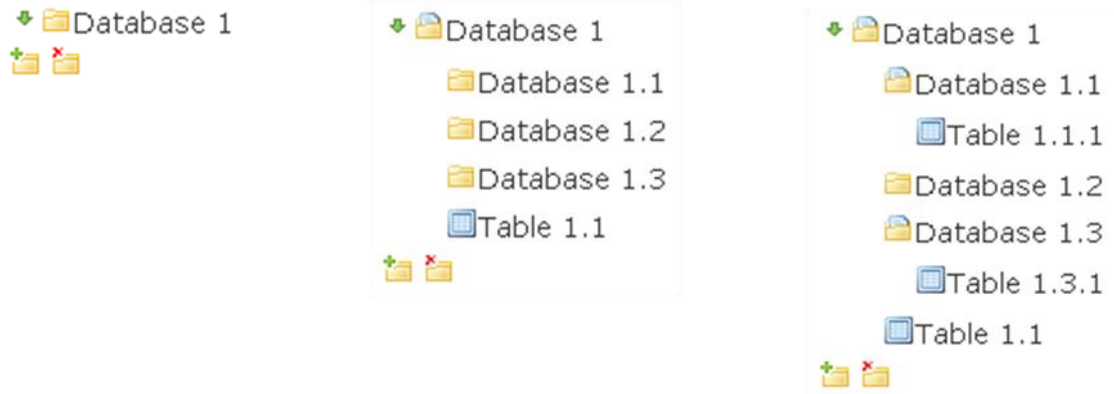 Database 1
Database 1
Database 1.1
Database 1.2
Database 1.3
Table 1.1
Database 1
Database 1.1
Table 1.1.1
Database 1.2
Database 1.3
Table 1.3.1
Table 1.1